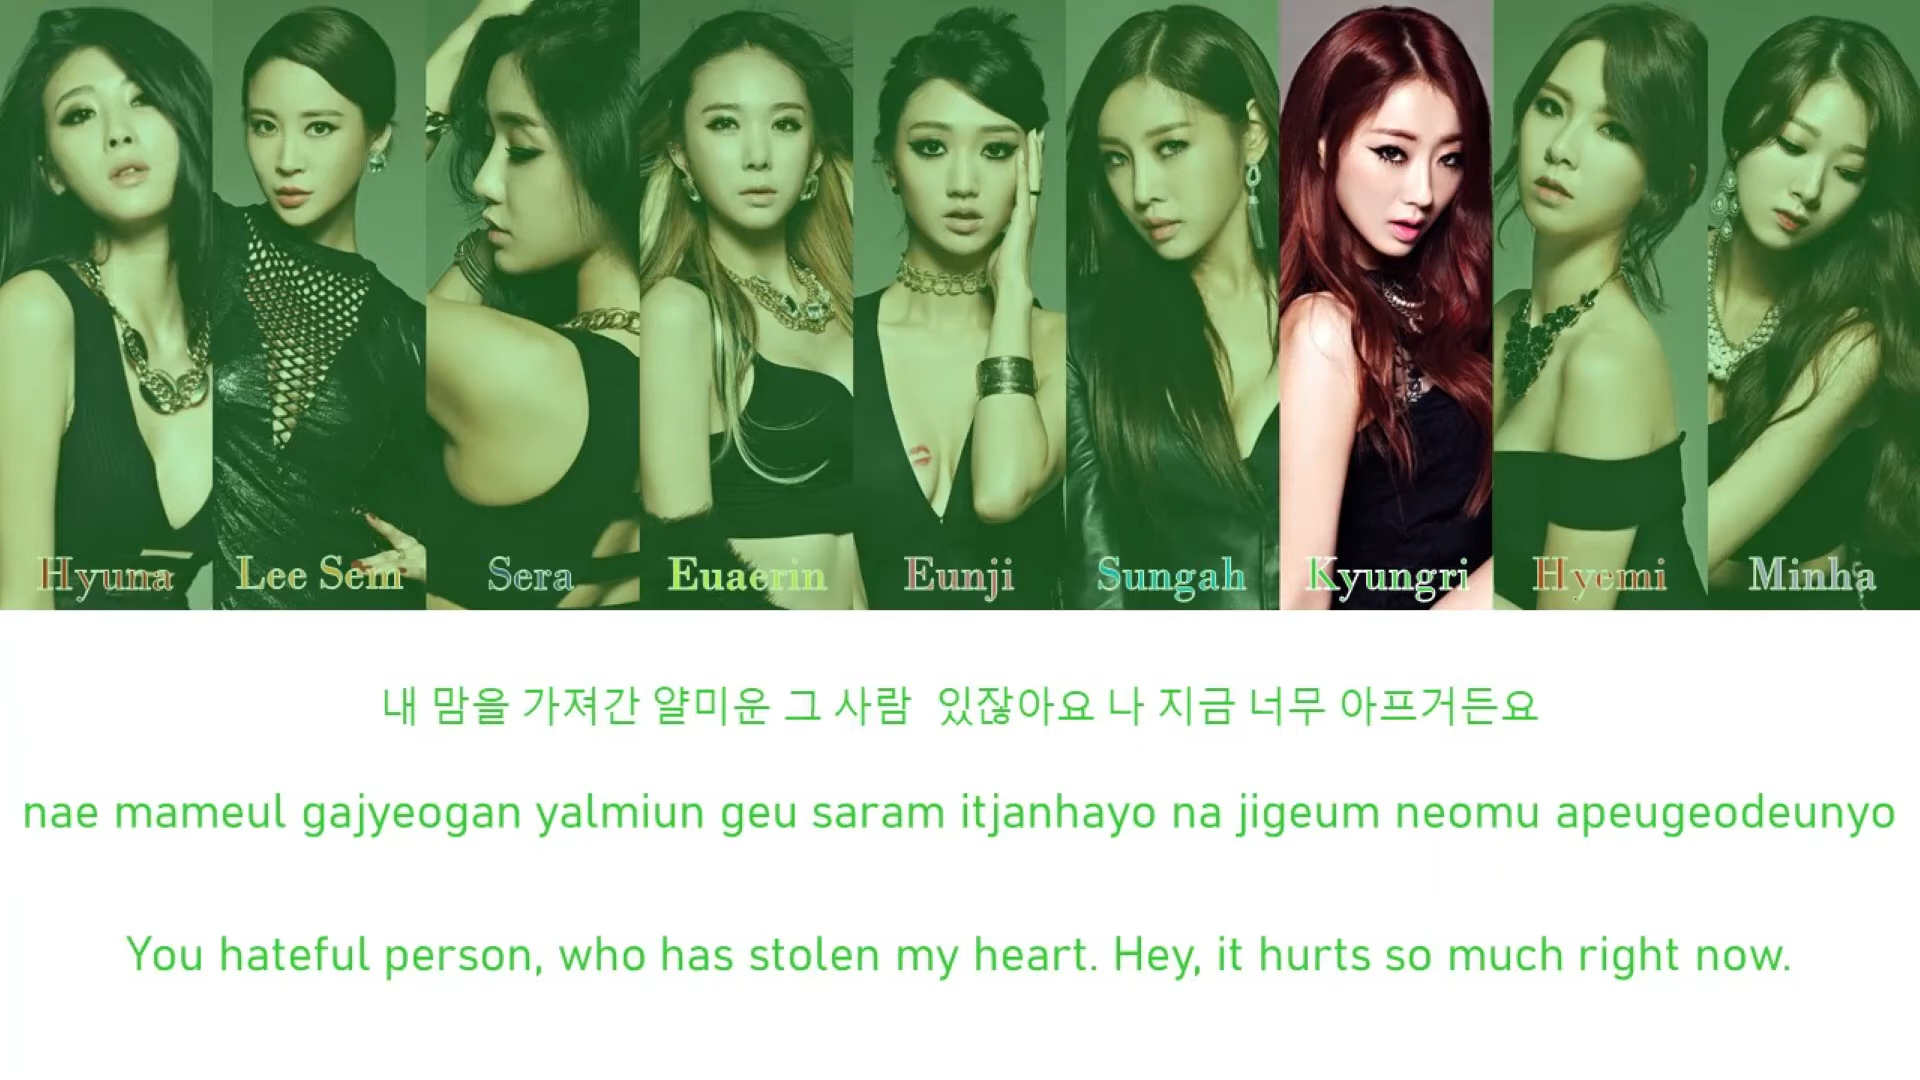 Hyuna
Lee Sem
Sera
Euaerin
Eunji
Sungah
Kyungri
Hyemi
Minha
내 맘을 가져간 얄미운 그 사람 있잖아요 나 지금 너무 아프거든요
nae mameul gajyeogan yalmiun geu saram itjanhayo na jigeum neomu apeugeodeunyo
You hateful person, who has stolen my heart. Hey, it hurts so much right now.